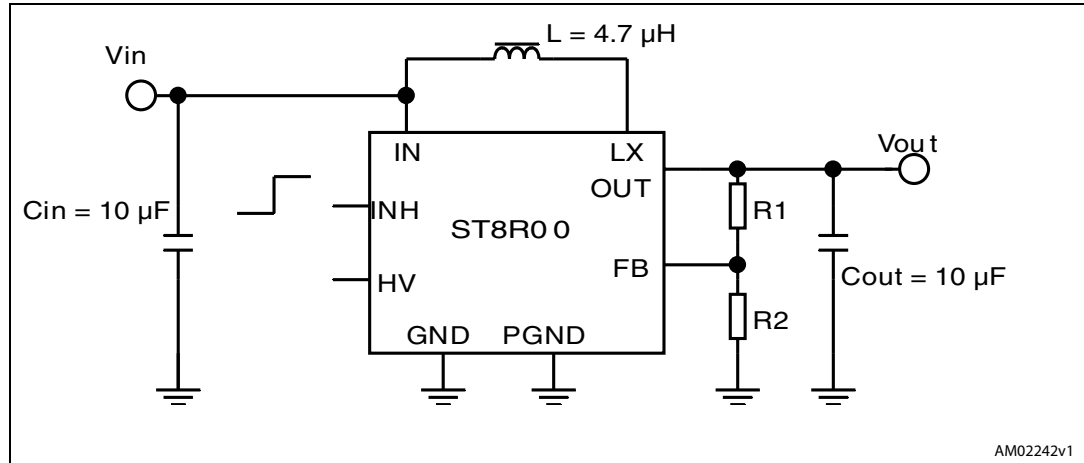 L = 4.7 µH
Vin
IN
LX
Vout
OUT
Cin = 10 µF
INH
R1
ST8R00
HV
FB
Cout = 10 µF
R2
GND
PGND
AM02242v1